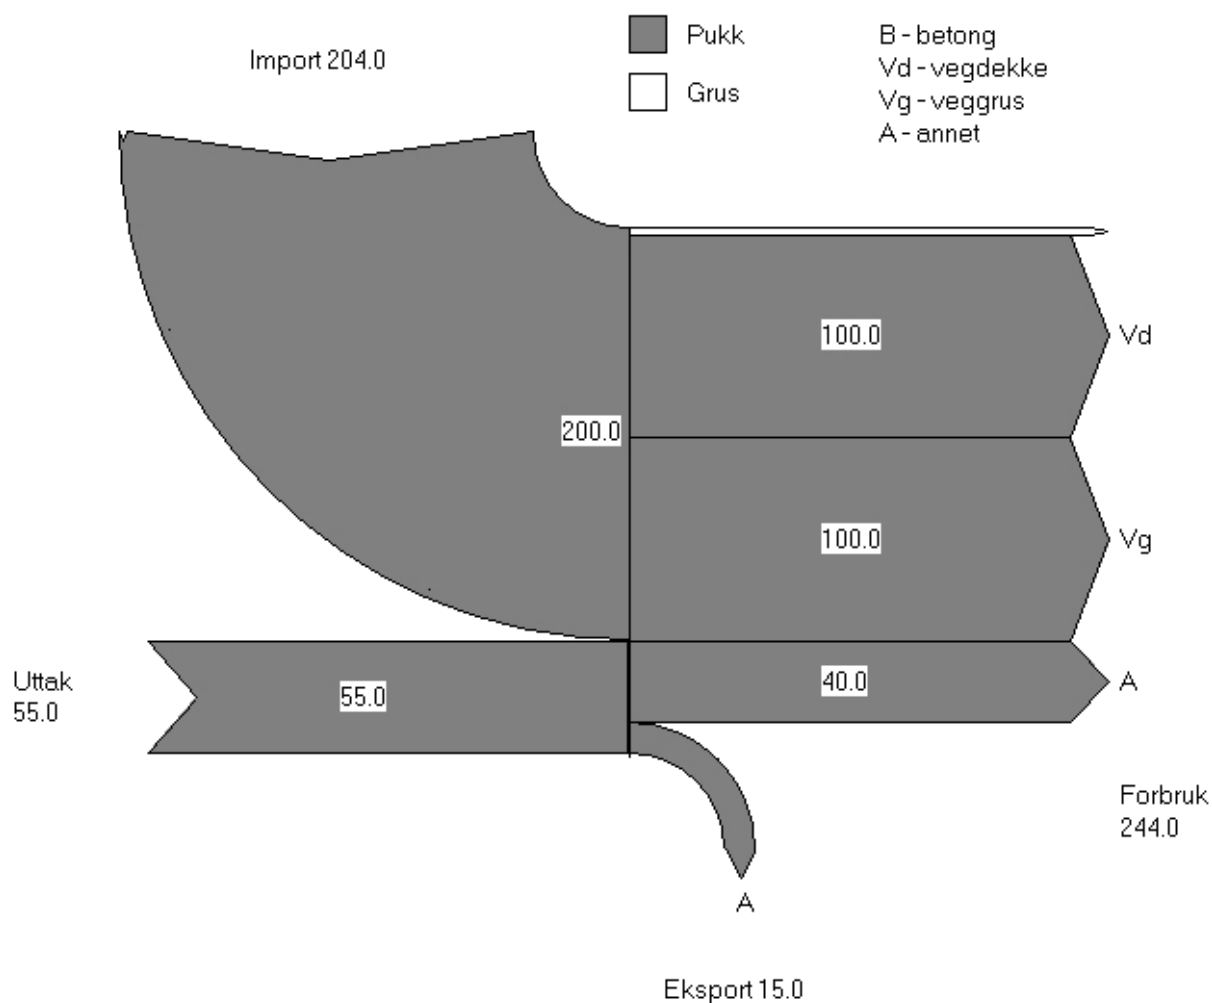 Import 204.0
Pukk
Grus
B - betong
Vd - vegdekke
Vg - veggrus
A - annet
100.0
Vd
200.0
100.0
Vg
Uttak
55.0
55.0
40.0
A
Forbruk
244.0
A
Eksport 15.0